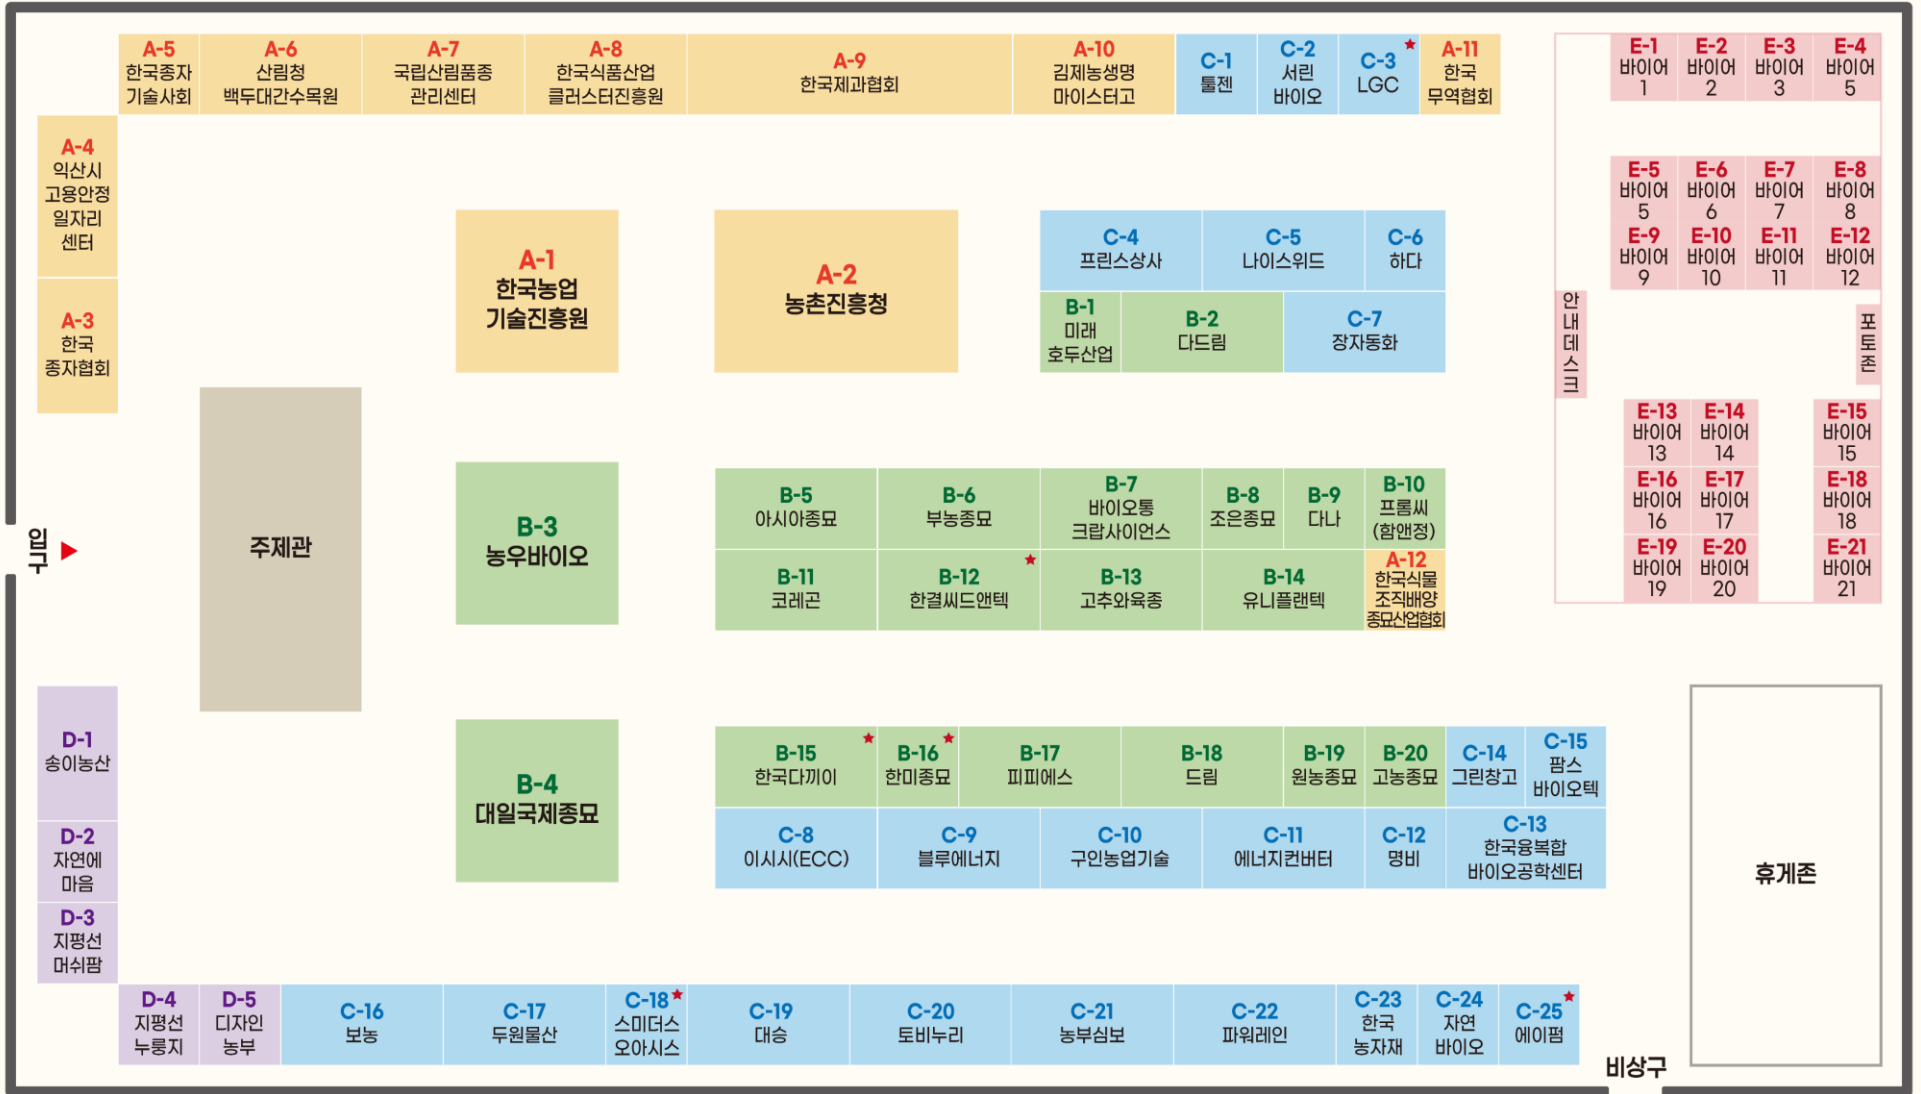 A-5
한국종자
기술사회
A-6
산림청
백두대간수목원
A-7
국립산림품종
관리센터
A-8
한국식품산업
클러스터진흥원
A-9
한국제과협회
A-10
김제농생명
마이스터고
C-1
툴젠
C-2
서린
바이오
C-3 ★
LGC
A-11
한국
무역협회
E-1
바이어
1
E-2
바이어
2
E-3
바이어
3
E-4
바이어
5
A-4
익산시
고용안정
일자리
센터
A-3
한국
종자협회
A-1
한국농업
기술진흥원
A-2
농촌진흥청
C-4
프린스상사
C-5
나이스위드
C-6
하다
B-1
미래
호두산업
B-2
다드림
C-7
장자동화
E-5
바이어
5
E-6
바이어
6
E-7
바이어
7
E-8
바이어
8
E-9
바이어
9
E-10
바이어
10
E-11
바이어
11
E-12
바이어
12
안내데스크
포토존
E-13
바이어
13
E-14
바이어
14
E-15
바이어
15
E-16
바이어
16
E-17
바이어
17
E-18
바이어
18
E-19
바이어
19
E-20
바이어
20
E-21
바이어
21
입구 ▶
주제관
B-3
농우바이오
B-5
아시아종묘
B-6
부농종묘
B-7
바이오통
크랍사이언스
B-8
조은종묘
B-9
다나
B-10
프롬씨
(함앤정)
B-11
코레곤
B-12 ★
한결씨드앤텍
B-13
고추와육종
B-14
유니플랜텍
A-12
한국식물
조직배양
종묘산업협회
D-1
송이농산
D-2
자연에
마음
D-3
지평선
머쉬팜
B-4
대일국제종묘
B-15 ★
한국다끼이
B-16 ★
한미종묘
B-17
피피에스
B-18
드림
B-19
원농종묘
B-20
고농종묘
C-14
그린창고
C-15
팜스
바이오텍
C-8
이시시(ECC)
C-9
블루에너지
C-10
구인농업기술
C-11
에너지컨버터
C-12
명비
C-13
한국융복합
바이오공학센터
휴게존
D-4
지평선
누룽지
D-5
디자인
농부
C-16
보농
C-17
두원물산
C-18 ★
스미더스
오아시스
C-19
대승
C-20
토비누리
C-21
농부심보
C-22
파워레인
C-23
한국
농자재
C-24
자연
바이오
C-25 ★
에이펌
비상구